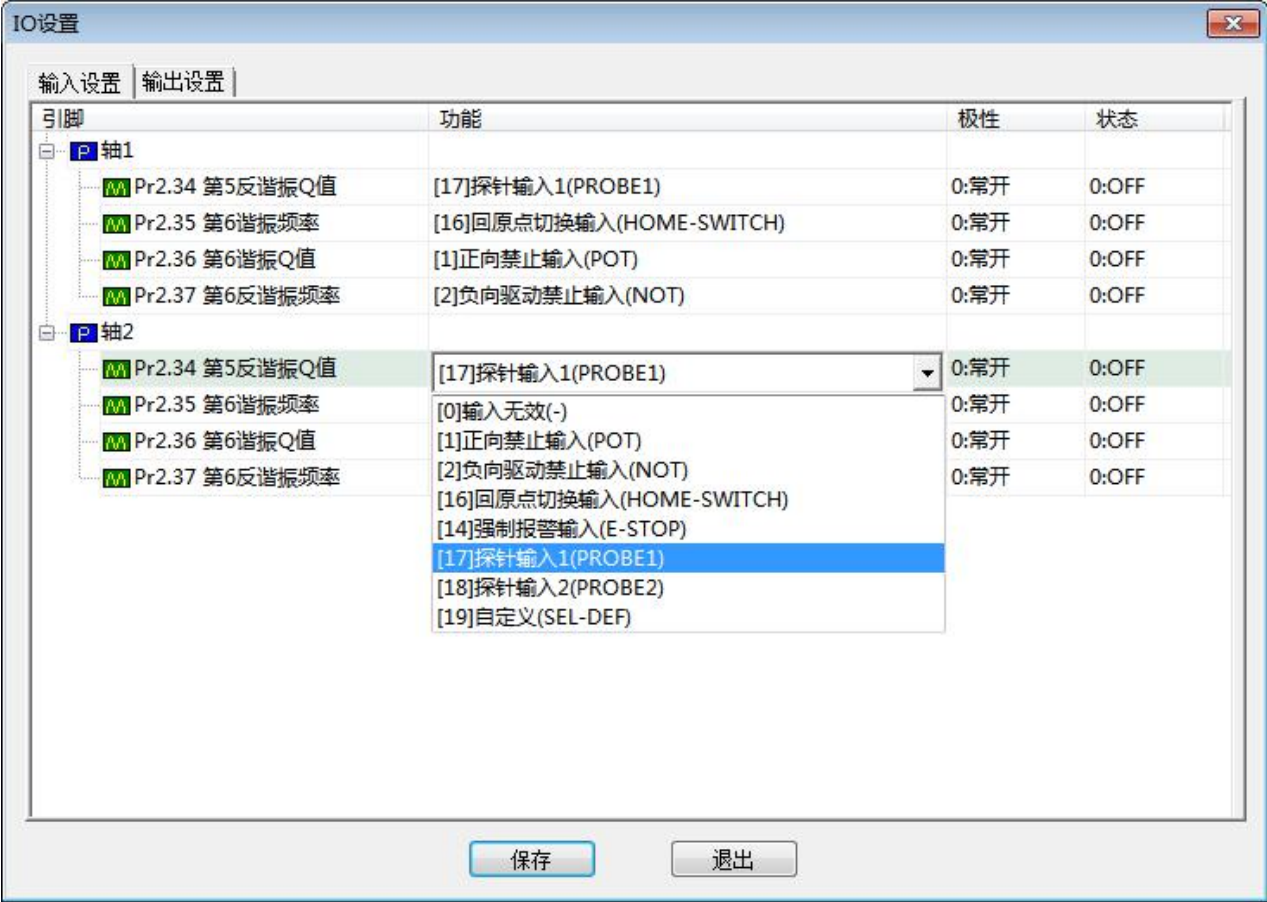 IO设置
输入设置 输出设置
引脚 功能 极性 状态
P 轴1
Pr2.34 第5反谐振Q值 [17]探针输入1(PROBE1) 0:常开 0:OFF
Pr2.35 第6谐振频率 [16]回原点切换输入(HOME-SWITCH) 0:常开 0:OFF
Pr2.36 第6谐振Q值 [1]正向禁止输入(POT) 0:常开 0:OFF
Pr2.37 第6反谐振频率 [2]负向驱动禁止输入(NOT) 0:常开 0:OFF
P 轴2
Pr2.34 第5反谐振Q值 [17]探针输入1(PROBE1) 0:常开 0:OFF
Pr2.35 第6谐振频率 0:常开 0:OFF
Pr2.36 第6谐振Q值 0:常开 0:OFF
Pr2.37 第6反谐振频率 0:常开 0:OFF
[0]输入无效(-)
[1]正向禁止输入(POT)
[2]负向驱动禁止输入(NOT)
[16]回原点切换输入(HOME-SWITCH)
[14]强制报警输入(E-STOP)
[17]探针输入1(PROBE1)
[18]探针输入2(PROBE2)
[19]自定义(SEL-DEF)
保存 退出